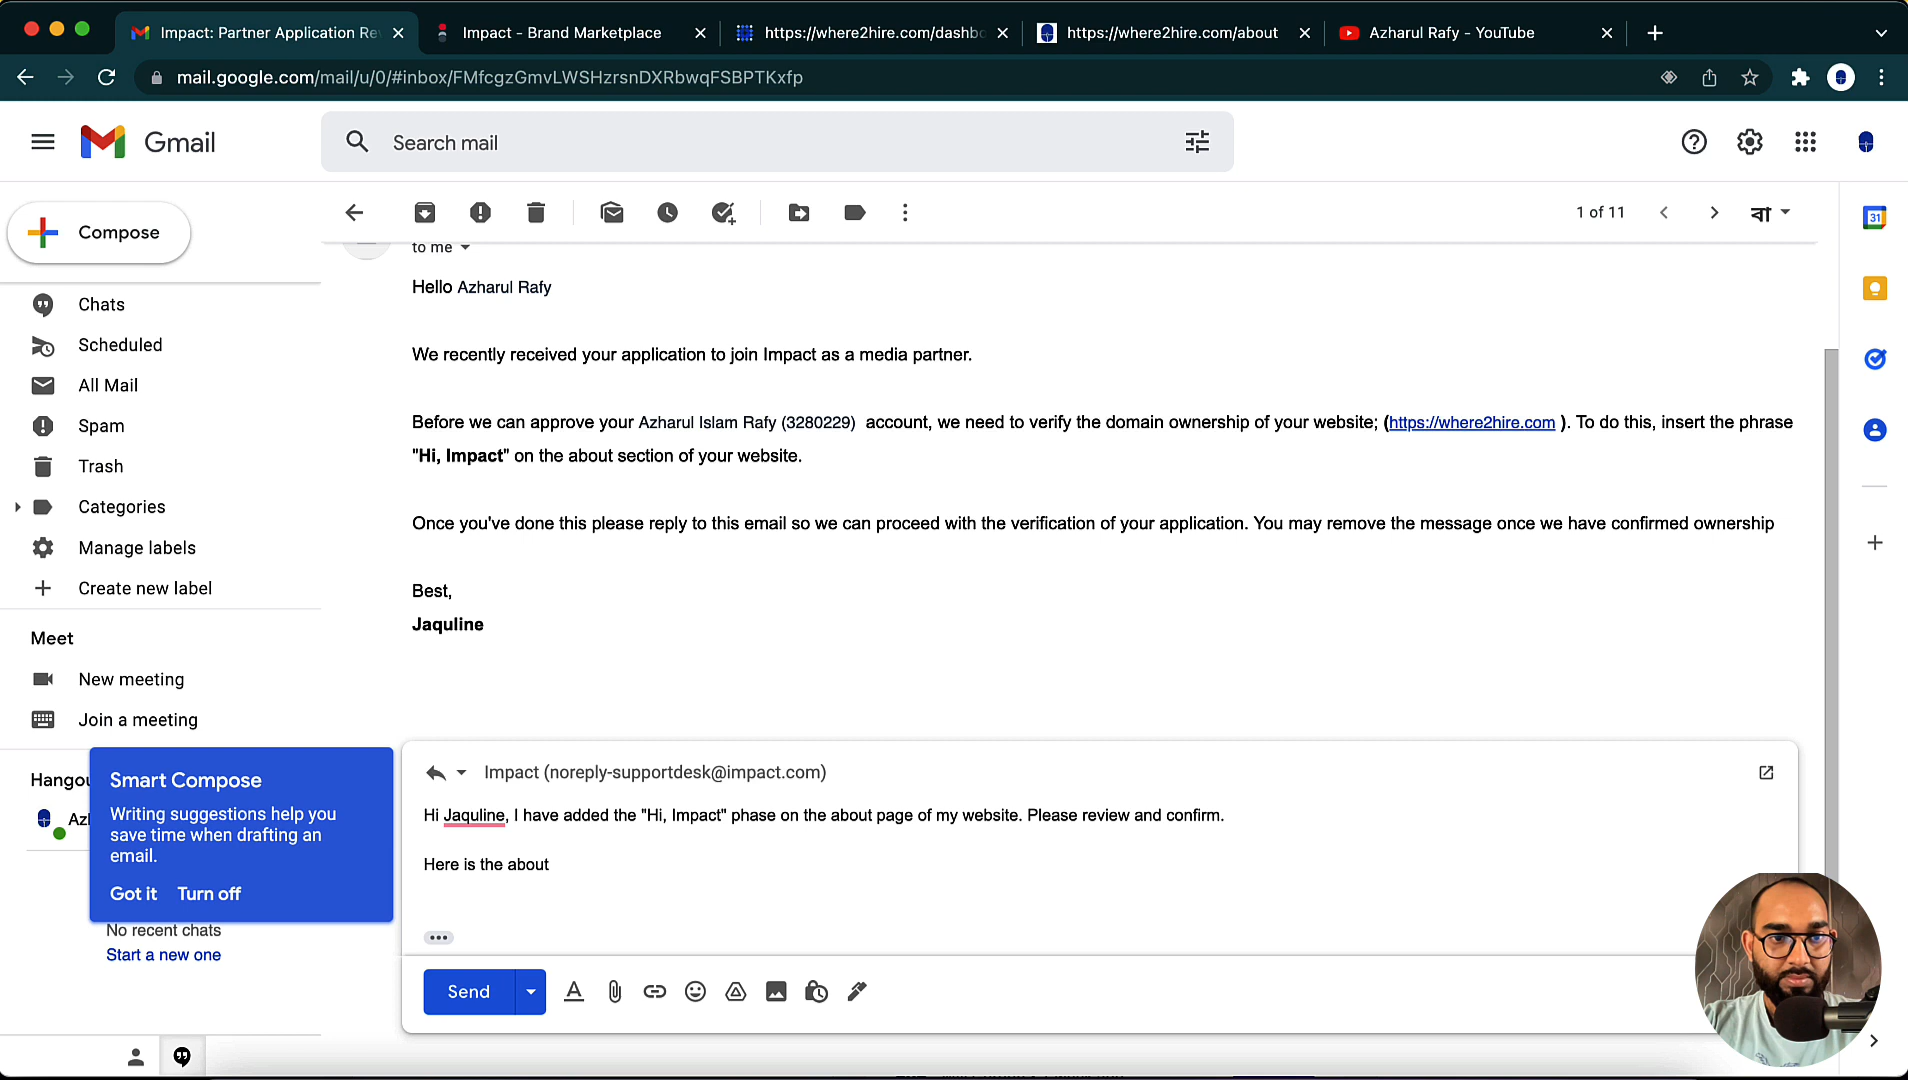 Impact: Partner Application Re
Impact - Brand Marketplace
https://where2hire.com/dashbo
https://where2hire.com/about
Azharul Rafy - YouTube
mail.google.com/mail/u/0/#inbox/FMfcgzGmvLWSHzrsnDXRbwqFSBPTKxfp
Gmail
Search mail
Compose
1 of 11
বা
31
to me
Chats
Scheduled
All Mail
Spam
Trash
Categories
Manage labels
Create new label
Meet
New meeting
Join a meeting
Hangou
Az
Smart Compose
Writing suggestions help you
save time when drafting an
email.
Got it Turn off
No recent chats
Start a new one
Hello Azharul Rafy
We recently received your application to join Impact as a media partner.
Before we can approve your Azharul Islam Rafy (3280229) account, we need to verify the domain ownership of your website; (https://where2hire.com ). To do this, insert the phrase
"Hi, Impact" on the about section of your website.
Once you've done this please reply to this email so we can proceed with the verification of your application. You may remove the message once we have confirmed ownership
Best,
Jaquline
Impact (noreply-supportdesk@impact.com)
Hi Jaquline, I have added the "Hi, Impact" phase on the about page of my website. Please review and confirm.
Here is the about
Send